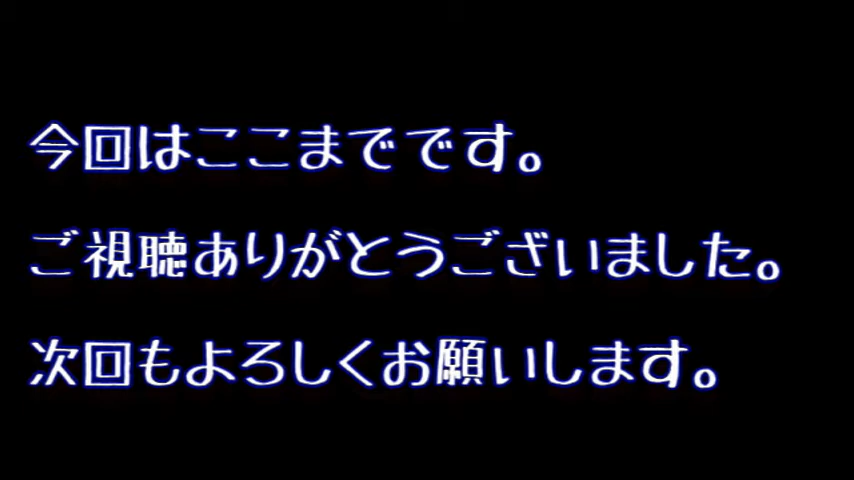 今回はここまでです。
ご視聴ありがとうございました。
次回もよろしくお願いします。